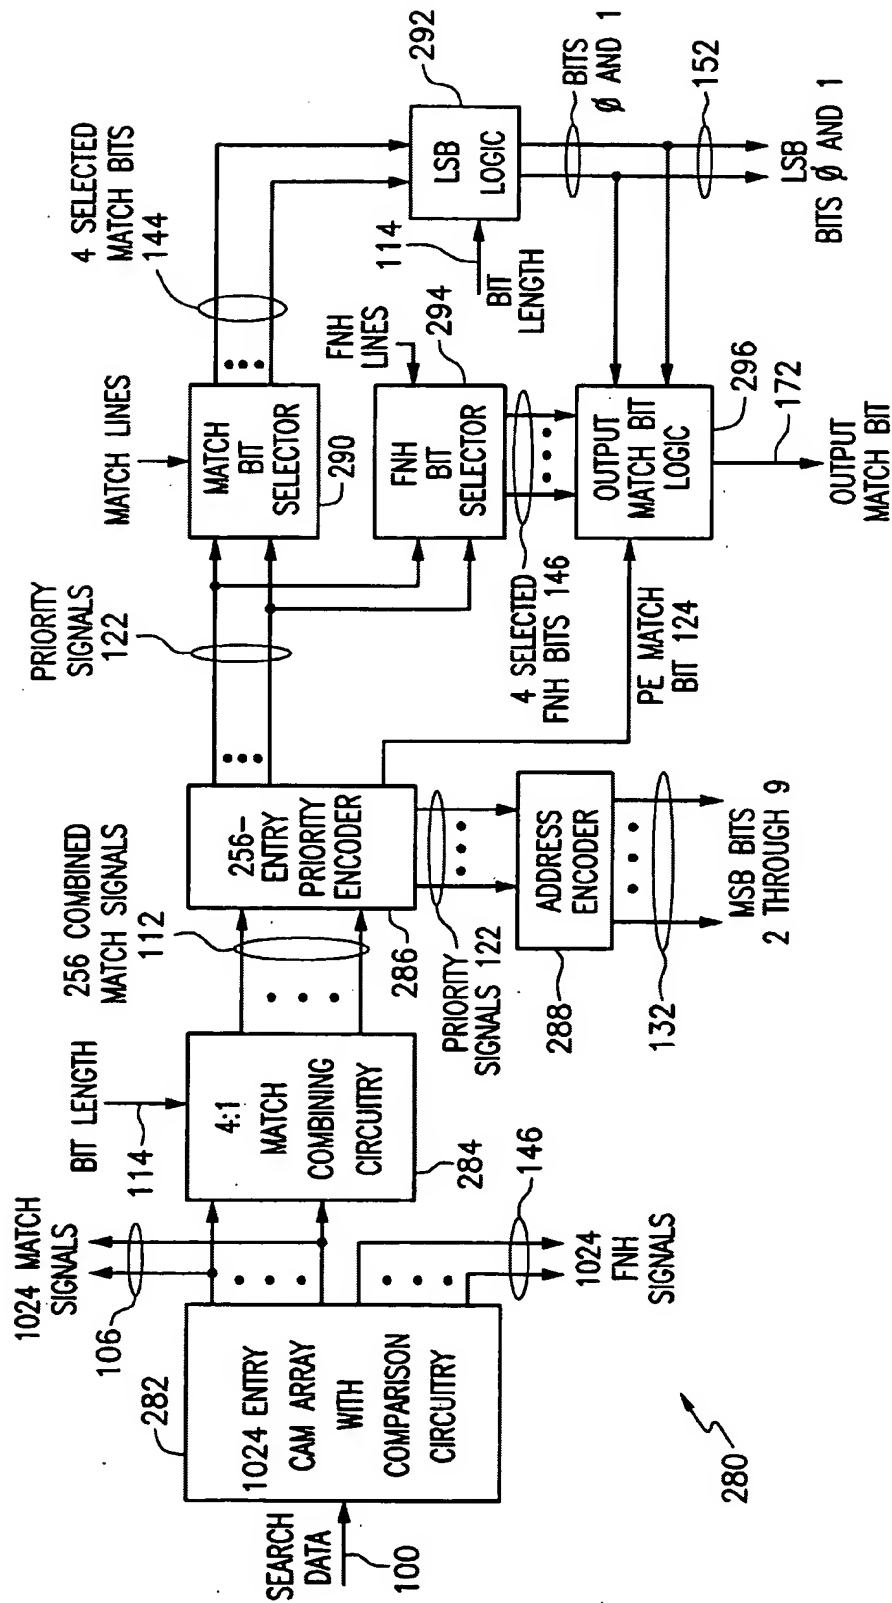 SEARCH
DATA
100
282
1024 ENTRY
CAM ARRAY
WITH
COMPARISON
CIRCUITRY
1024 MATCH
SIGNALS
106
1024
FNH
SIGNALS
146
BIT LENGTH
114
4:1
MATCH
COMBINING
CIRCUITRY
284
256 COMBINED
MATCH SIGNALS
112
256-
ENTRY
PRIORITY
ENCODER
286
PRIORITY
SIGNALS 122
ADDRESS
ENCODER
288
132
MSB BITS
2 THROUGH 9
PRIORITY
SIGNALS
122
MATCH LINES
MATCH
BIT
SELECTOR
290
4 SELECTED
MATCH BITS
144
FNH
LINES
294
FNH
BIT
SELECTOR
4 SELECTED
FNH BITS 146
PE MATCH
BIT 124
BIT
LENGTH
114
LSB
LOGIC
292
BITS
Ø AND 1
152
LSB
BITS Ø AND 1
OUTPUT
MATCH BIT
LOGIC
296
172
OUTPUT
MATCH BIT
280